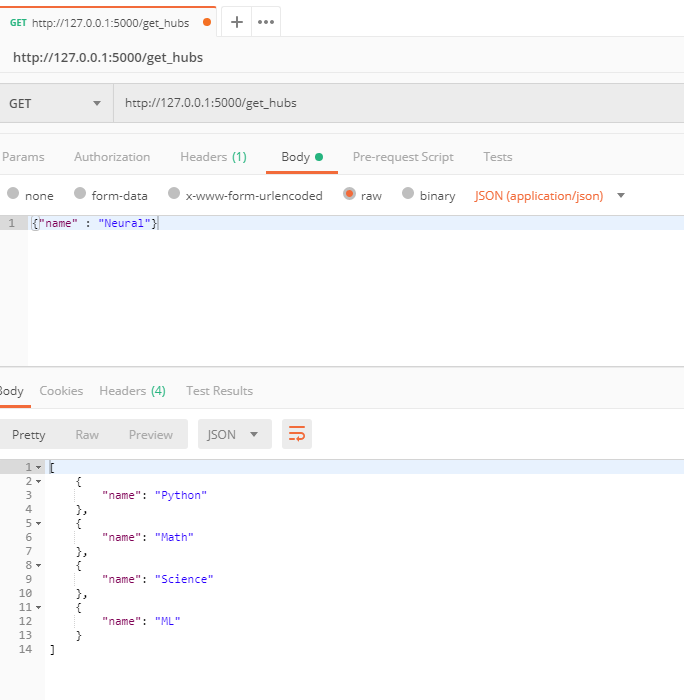 GET http://127.0.0.1:5000/get_hubs + •••
http://127.0.0.1:5000/get_hubs
GET http://127.0.0.1:5000/get_hubs
Params Authorization Headers (1) Body Pre-request Script Tests
none form-data x-www-form-urlencoded raw binary JSON (application/json)
1 {"name" : "Neural"}
Body Cookies Headers (4) Test Results
Pretty Raw Preview JSON
1 [
2 {
3 "name": "Python"
4 },
5 {
6 "name": "Math"
7 },
8 {
9 "name": "Science"
10 },
11 {
12 "name": "ML"
13 }
14 ]